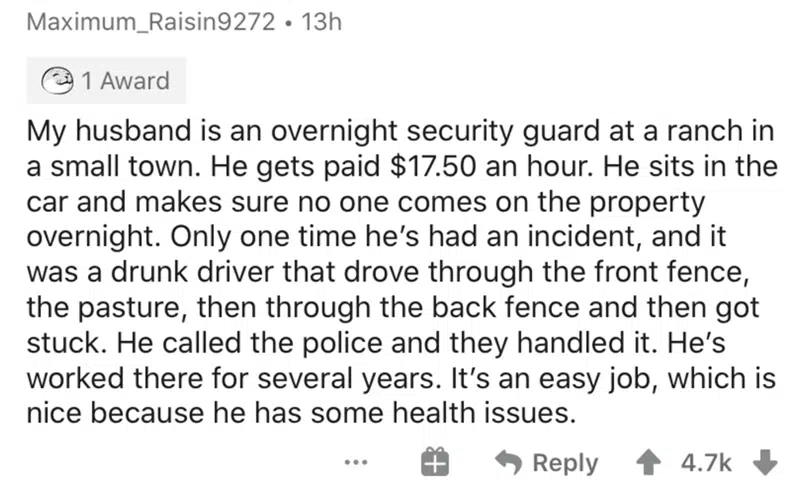 Maximum_Raisin9272 • 13h
1 Award
My husband is an overnight security guard at a ranch in
a small town. He gets paid $17.50 an hour. He sits in the
car and makes sure no one comes on the property
overnight. Only one time he’s had an incident, and it
was a drunk driver that drove through the front fence,
the pasture, then through the back fence and then got
stuck. He called the police and they handled it. He’s
worked there for several years. It’s an easy job, which is
nice because he has some health issues.
... Reply 4.7k